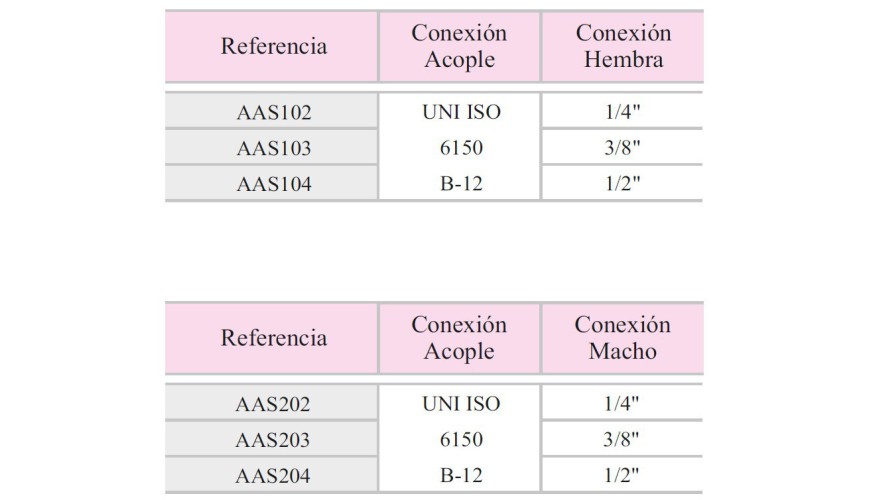 Referencia Conexión Acople Conexión Hembra
AAS102 UNI ISO 1/4"
AAS103 6150 3/8"
AAS104 B-12 1/2"
Referencia Conexión Acople Conexión Macho
AAS202 UNI ISO 1/4"
AAS203 6150 3/8"
AAS204 B-12 1/2"